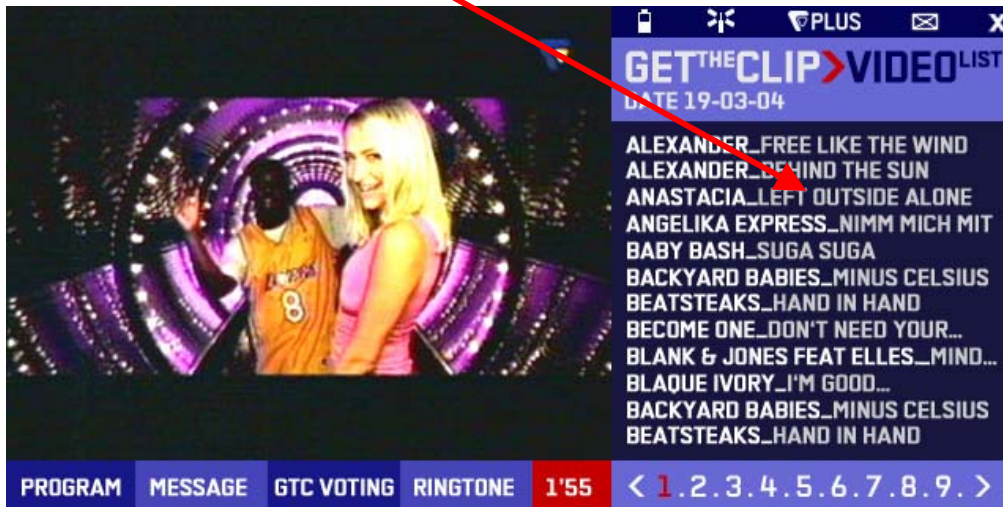 PLUS X
GETTHECLIP>VIDEOLIST
DATE 19-03-04
ALEXANDER_FREE LIKE THE WIND
ALEXANDER_BEHIND THE SUN
ANASTACIA_LEFT OUTSIDE ALONE
ANGELIKA EXPRESS_NIMM MICH MIT
BABY BASH_SUGA SUGA
BACKYARD BABIES_MINUS CELSIUS
BEATSTEAKS_HAND IN HAND
BECOME ONE_DON'T NEED YOUR...
BLANK & JONES FEAT ELLES_MIND...
BLAQUE IVORY_I'M GOOD...
BACKYARD BABIES_MINUS CELSIUS
BEATSTEAKS_HAND IN HAND
8
PROGRAM MESSAGE GTC VOTING RINGTONE 1'55 < 1.2.3.4.5.6.7.8.9. >